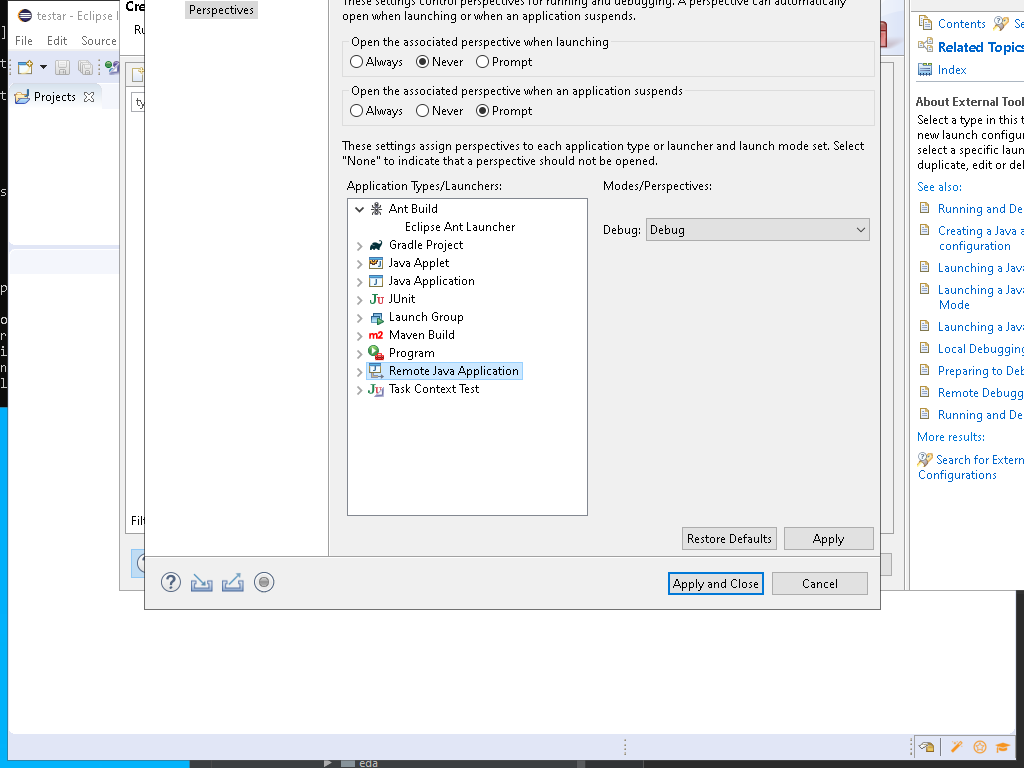 testar - Eclipse I
File Edit Source
Projects
Cre
Ru
ty
Filt
Perspectives
These settings control perspectives for running and debugging. A perspective can automatically
open when launching or when an application suspends.
Open the associated perspective when launching
Always Never Prompt
Open the associated perspective when an application suspends
Always Never Prompt
These settings assign perspectives to each application type or launcher and launch mode set. Select
"None" to indicate that a perspective should not be opened.
Application Types/Launchers:
Ant Build
Eclipse Ant Launcher
Gradle Project
Java Applet
Java Application
JUnit
Launch Group
Maven Build
Program
Remote Java Application
Task Context Test
Modes/Perspectives:
Debug: Debug
Restore Defaults Apply
Apply and Close Cancel
Contents Se
Related Topics
Index
About External Tool
Select a type in this t
new launch configur
select a specific laun
duplicate, edit or del
See also:
Running and De
Creating a Java a
configuration
Launching a Java
Launching a Java
Mode
Launching a Java
Local Debugging
Preparing to Deb
Remote Debugg
Running and De
More results:
Search for Extern
Configurations
eda